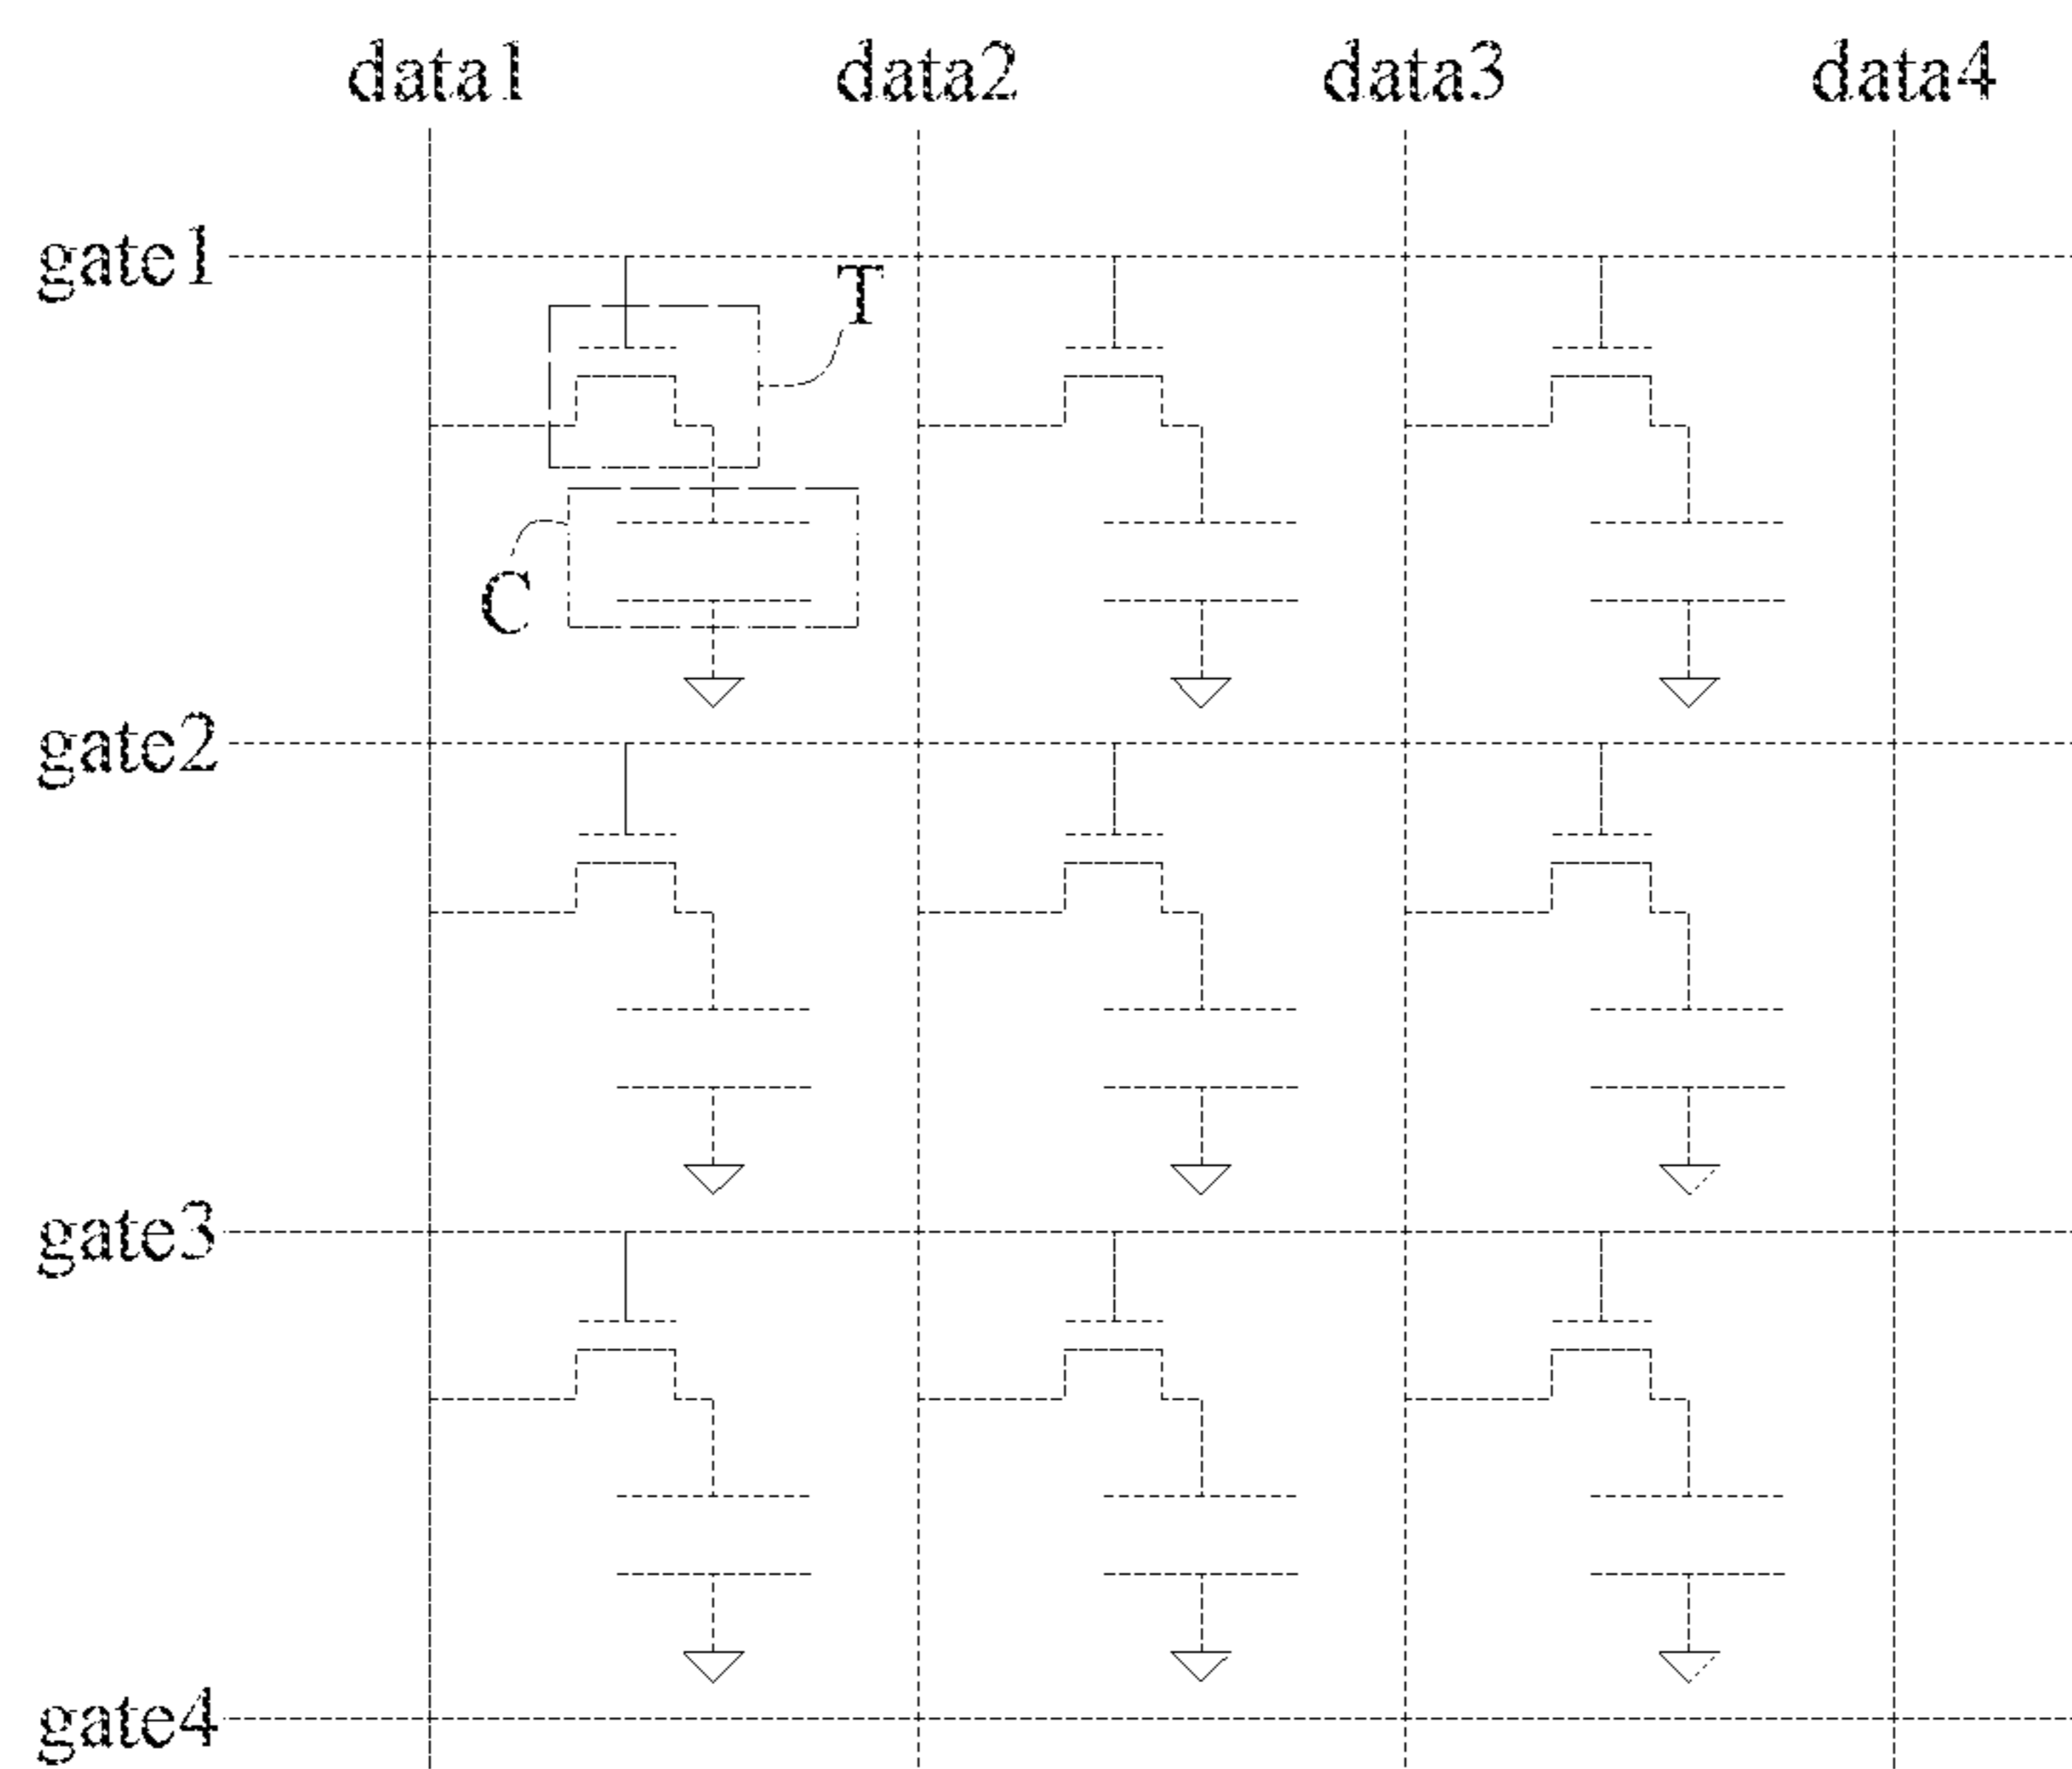 data1 data2 data3 data4
gate1
T
C
gate2
gate3
gate4